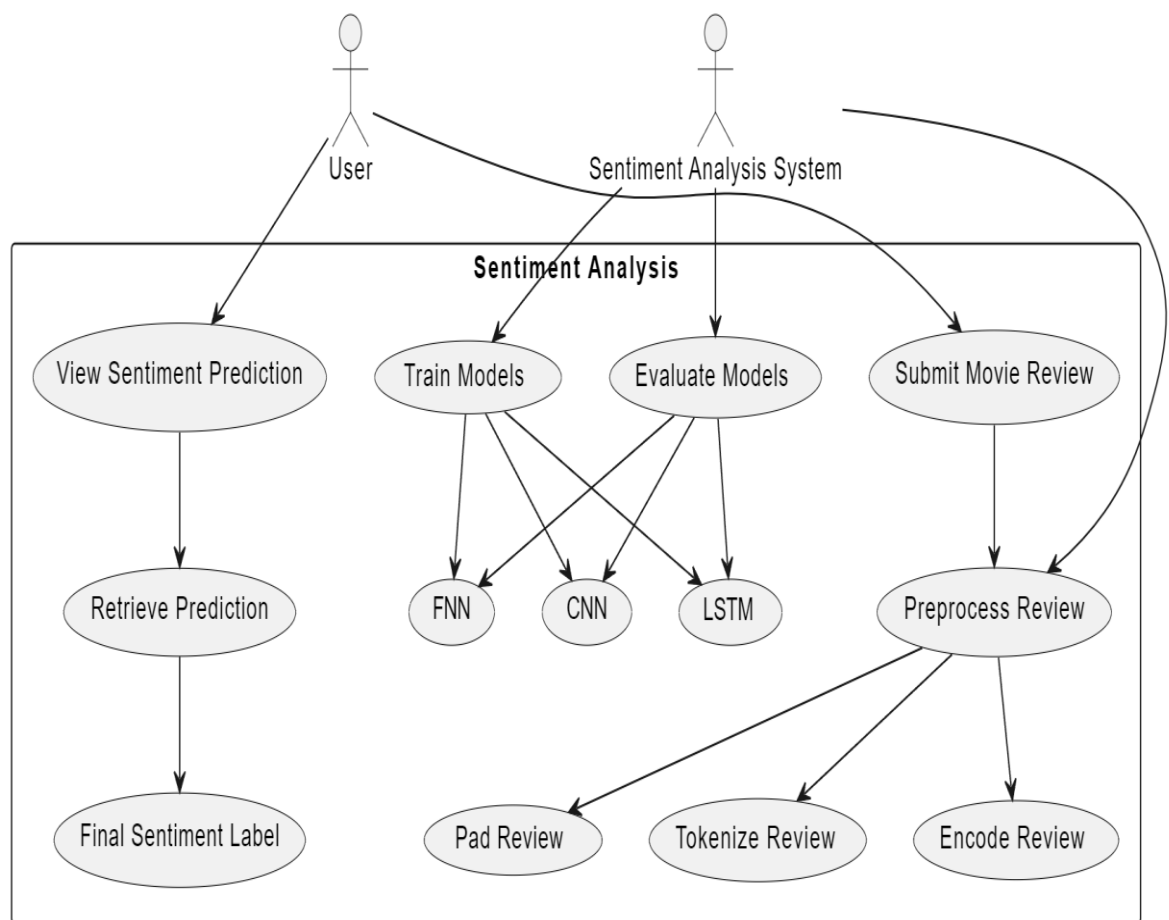 User
Sentiment Analysis System
Sentiment Analysis
View Sentiment Prediction
Train Models
Evaluate Models
Submit Movie Review
Retrieve Prediction
FNN
CNN
LSTM
Preprocess Review
Final Sentiment Label
Pad Review
Tokenize Review
Encode Review